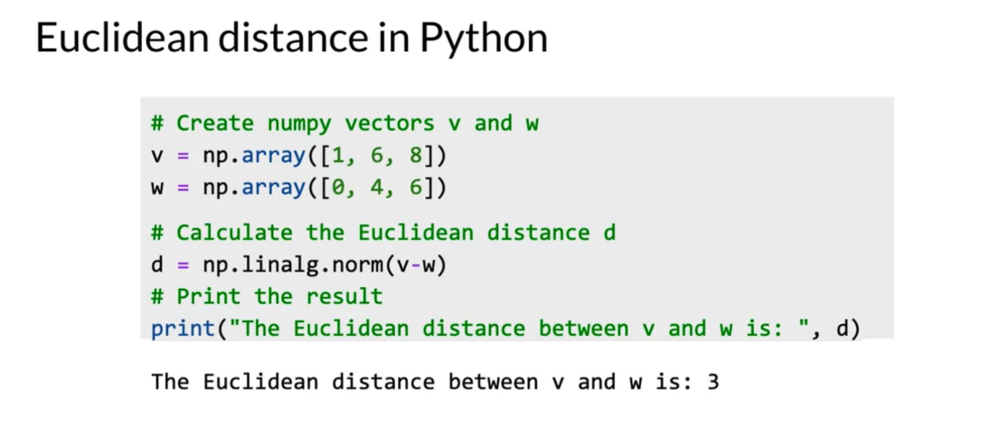 Euclidean distance in Python
# Create numpy vectors v and w
v = np.array([1, 6, 8])
w = np.array([0, 4, 6])
# Calculate the Euclidean distance d
d = np.linalg.norm(v-w)
# Print the result
print("The Euclidean distance between v and w is: ", d)
The Euclidean distance between v and w is: 3